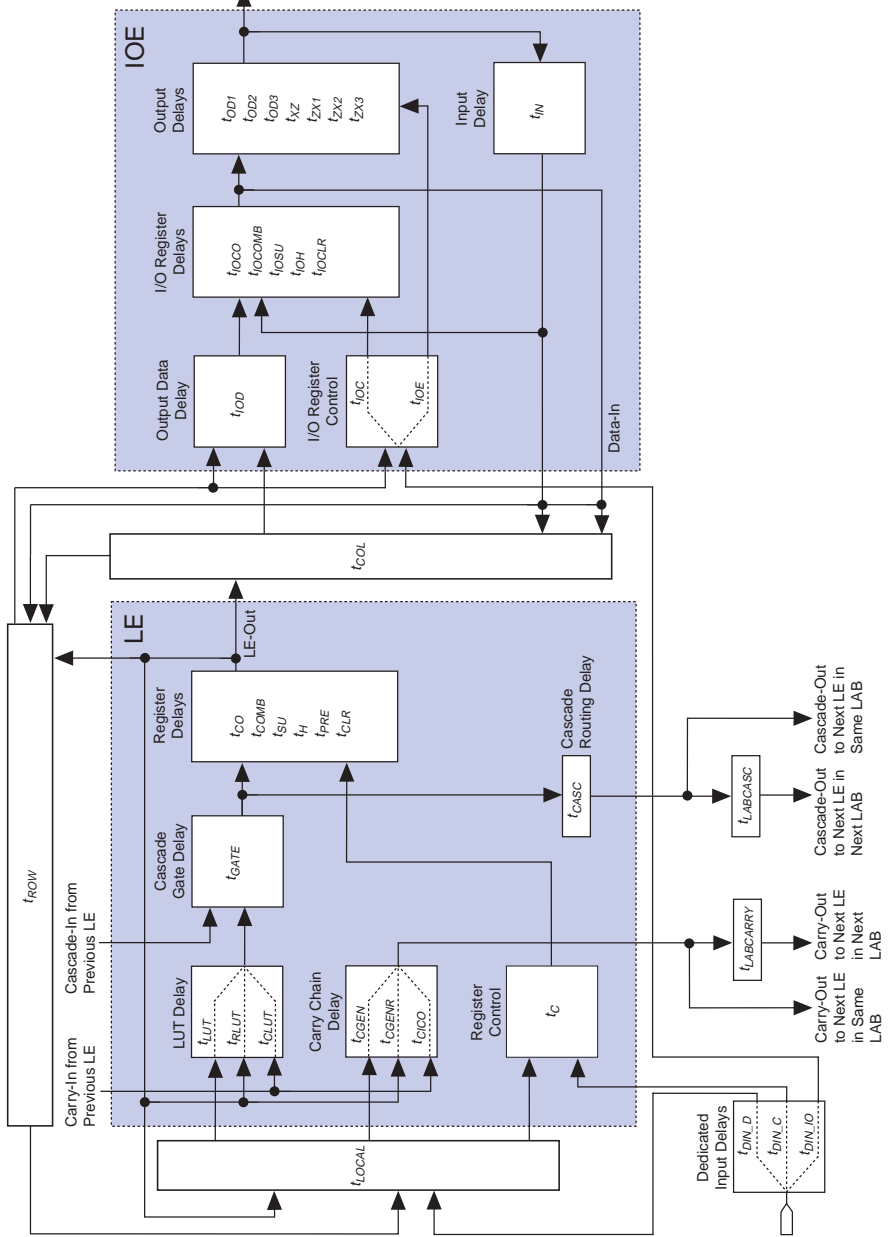 IOE
Output
Delays
tOD1
tOD2
tOD3
tXZ
tZX1
tZX2
tZX3
Input
Delay
tIN
I/O Register
Delays
tIOCO
tIOCOMB
tIOSU
tIOH
tIOCLR
Output Data
Delay
tIOD
I/O Register
Control
tIOC
tIOE
Data-In
tCOL
tROW
LE
LE-Out
Register
Delays
tCO
tCOMB
tSU
tH
tPRE
tCLR
Cascade
Routing Delay
tCASC
Cascade
Gate Delay
tGATE
Cascade-In from
Previous LE
LUT Delay
tLUT
tRLUT
tCLUT
Carry Chain
Delay
tCGEN
tCGENR
tCICO
Register
Control
tC
Carry-In from
Previous LE
tLOCAL
Dedicated
Input Delays
tDIN_D
tDIN_C
tDIN_IO
tLABCARRY
tLABCASC
Carry-Out
to Next LE
in Same
LAB
Carry-Out
to Next LE
in Next
LAB
Cascade-Out
to Next LE in
Next LAB
Cascade-Out
to Next LE in
Same LAB